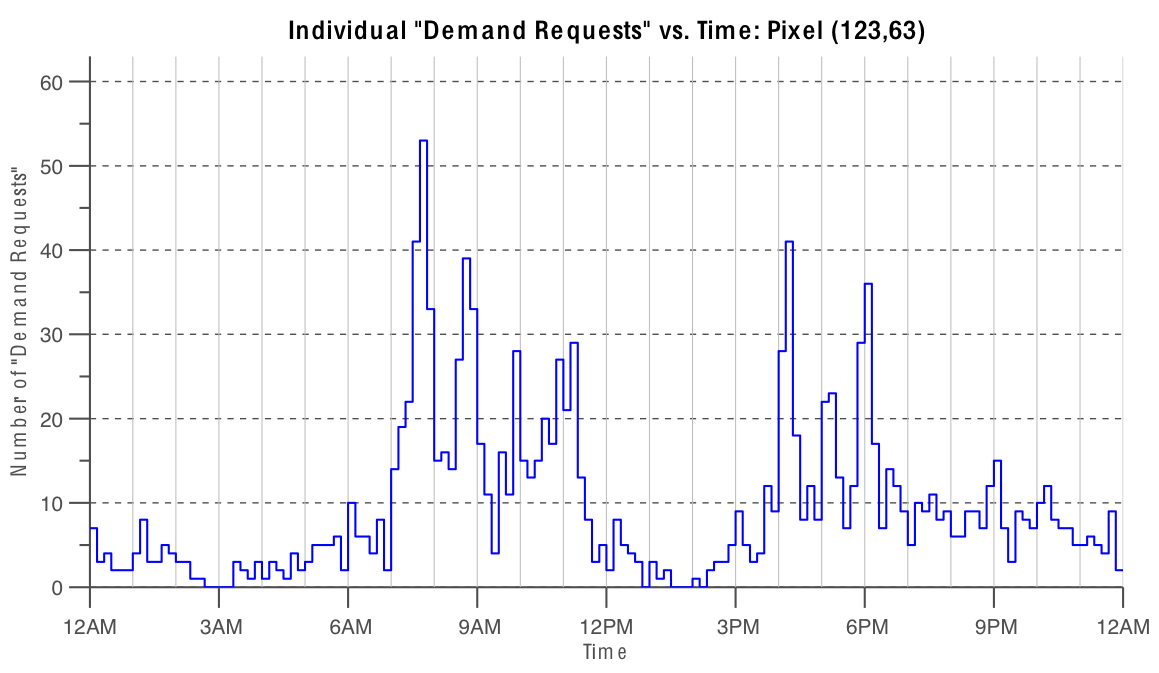 Individual "Demand Requests" vs. Time: Pixel (123,63)
Number of "Demand Requests"
60
50
40
30
20
10
0
12AM 3AM 6AM 9AM 12PM 3PM 6PM 9PM 12AM
Time